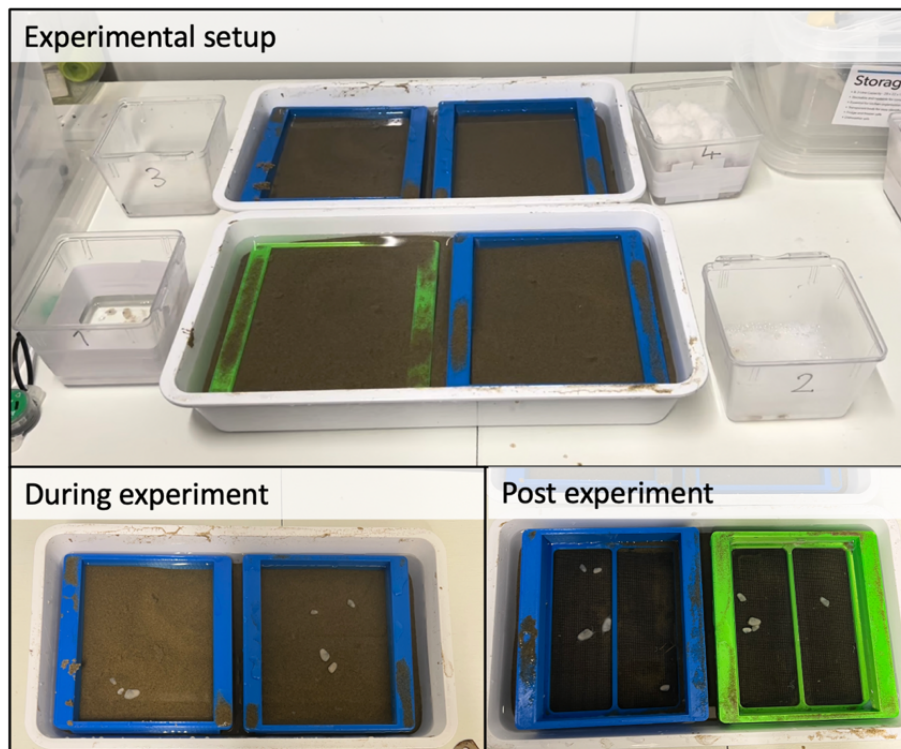 Experimental setup
Storag
3
4
1
2
During experiment
Post experiment